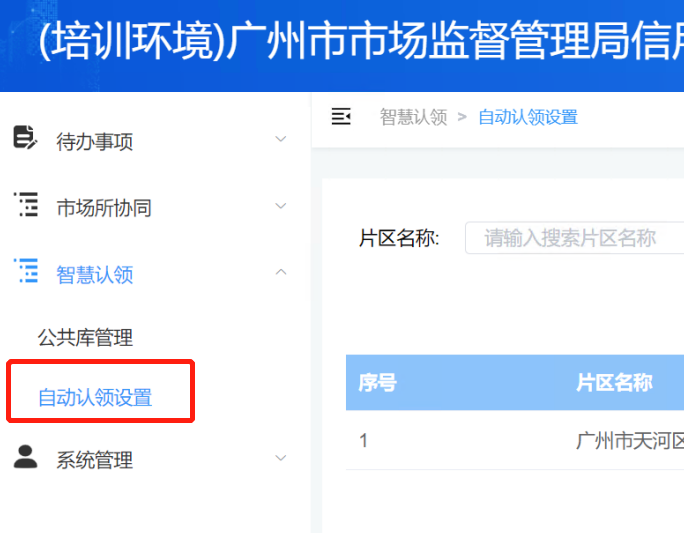 (培训环境)广州市市场监督管理局信用
待办事项
市场所协同
智慧认领
公共库管理
自动认领设置
系统管理
智慧认领 > 自动认领设置
片区名称: 请输入搜索片区名称
序号 片区名称
1 广州市天河区